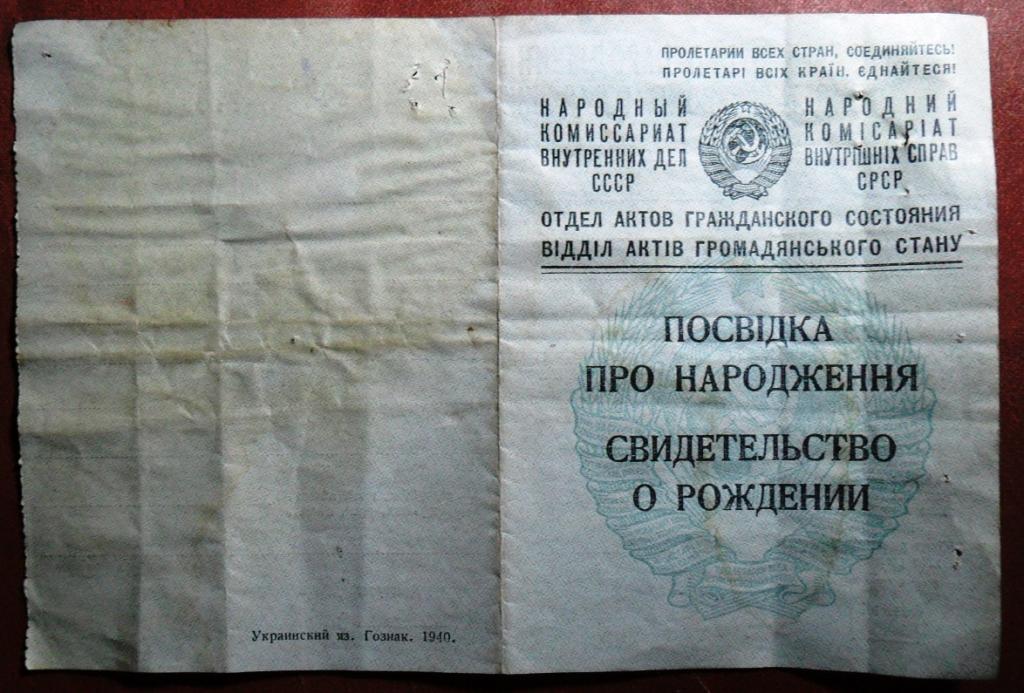 ПРОЛЕТАРИИ ВСЕХ СТРАН, СОЕДИНЯЙТЕСЬ!
ПРОЛЕТАРІ ВСІХ КРАЇН, ЄДНАЙТЕСЯ!
НАРОДНЫЙ
КОМИССАРИАТ
ВНУТРЕННИХ ДЕЛ
СССР
НАРОДНИЙ
КОМІСАРІАТ
ВНУТРІШНІХ СПРАВ
СРСР
ОТДЕЛ АКТОВ ГРАЖДАНСКОГО СОСТОЯНИЯ
ВІДДІЛ АКТІВ ГРОМАДЯНСЬКОГО СТАНУ
ПОСВІДКА
ПРО НАРОДЖЕННЯ
СВИДЕТЕЛЬСТВО
О РОЖДЕНИИ
Украинский яз. Гознак. 1940.